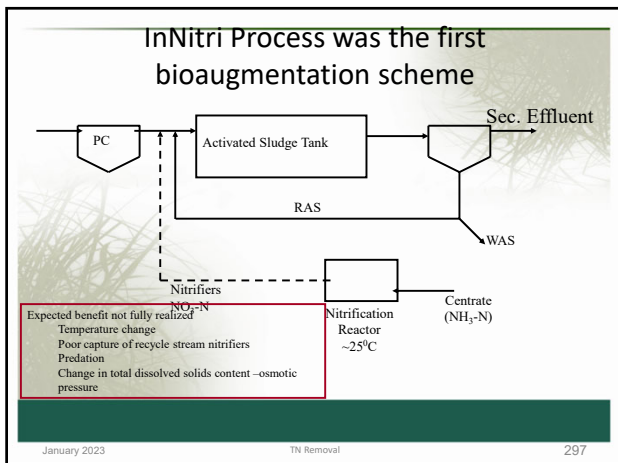 InNitri Process was the first
bioaugmentation scheme
Sec. Effluent
PC
Activated Sludge Tank
RAS
WAS
Nitrifiers
NO3-N
Nitrification
Reactor
~25⁰C
Centrate
(NH3-N)
Expected benefit not fully realized
Temperature change
Poor capture of recycle stream nitrifiers
Predation
Change in total dissolved solids content –osmotic
pressure
January 2023
TN Removal
297